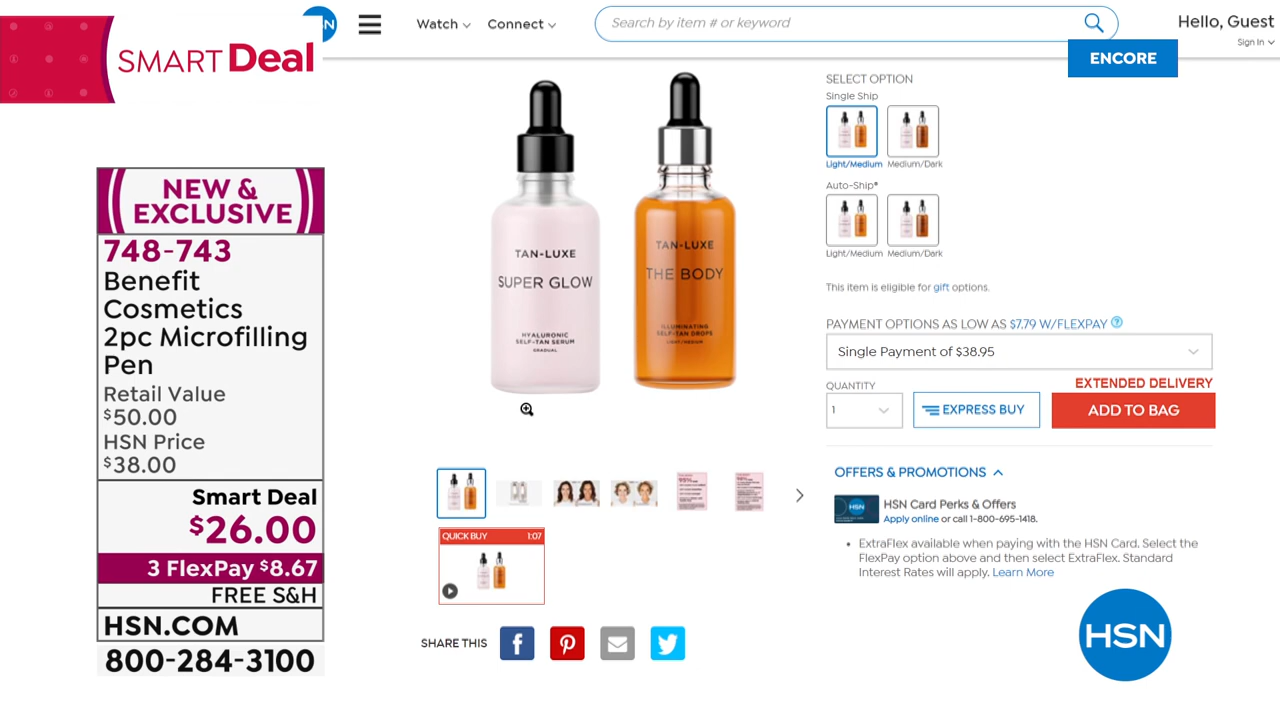 SMART Deal
Watch
Connect
Search by item # or keyword
Hello, Guest
Sign In
ENCORE
NEW &
EXCLUSIVE
748-743
Benefit
Cosmetics
2pc Microfilling
Pen
Retail Value
$50.00
HSN Price
$38.00
Smart Deal
$26.00
3 FlexPay $8.67
FREE S&H
HSN.COM
800-284-3100
TAN-LUXE
SUPER GLOW
HYALURONIC
SELF-TAN SERUM
GRADUAL
TAN-LUXE
THE BODY
ILLUMINATING
SELF-TAN DROPS
LIGHT/MEDIUM
QUICK BUY 1:07
SHARE THIS
SELECT OPTION
Single Ship
Light/Medium Medium/Dark
Auto-Ship®
Light/Medium Medium/Dark
This item is eligible for gift options.
PAYMENT OPTIONS AS LOW AS $7.79 W/FLEXPAY ?
Single Payment of $38.95
QUANTITY
EXTENDED DELIVERY
1
EXPRESS BUY
ADD TO BAG
OFFERS & PROMOTIONS
HSN
HSN Card Perks & Offers
Apply online or call 1-800-695-1418.
• ExtraFlex available when paying with the HSN Card. Select the
FlexPay option above and then select ExtraFlex. Standard
Interest Rates will apply. Learn More
HSN